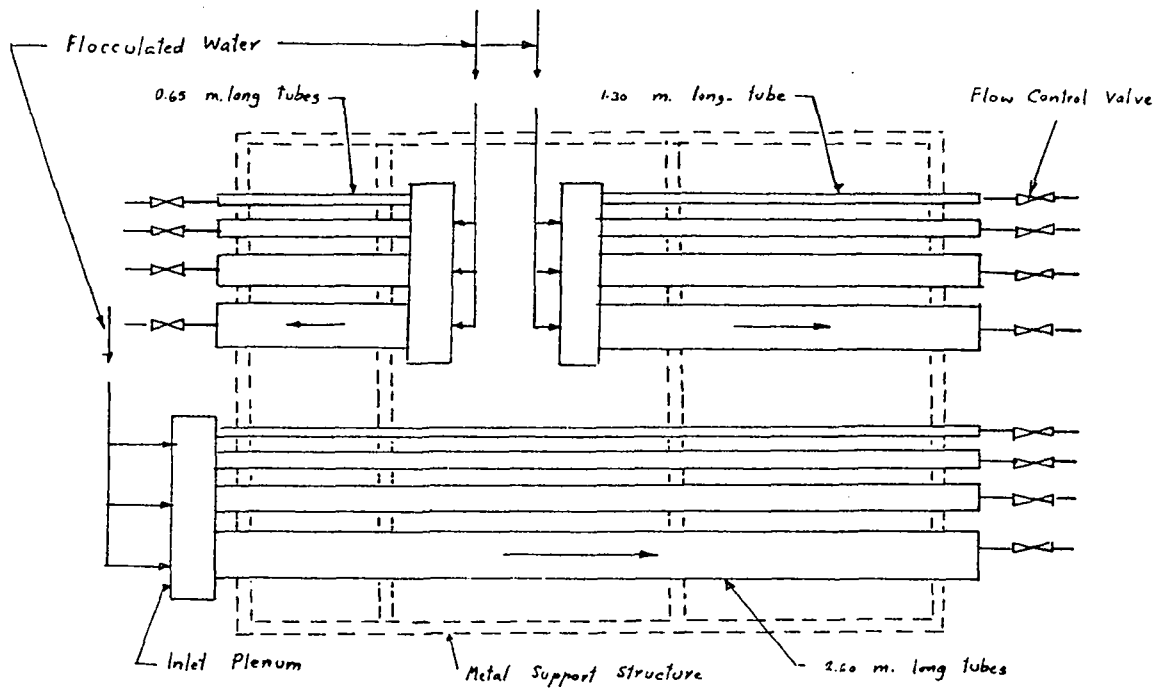 Flocculated Water
0.65 m. long tubes
1.30 m. long. tube
Flow Control Valve
Inlet Plenum
Metal Support Structure
2.60 m. long tubes